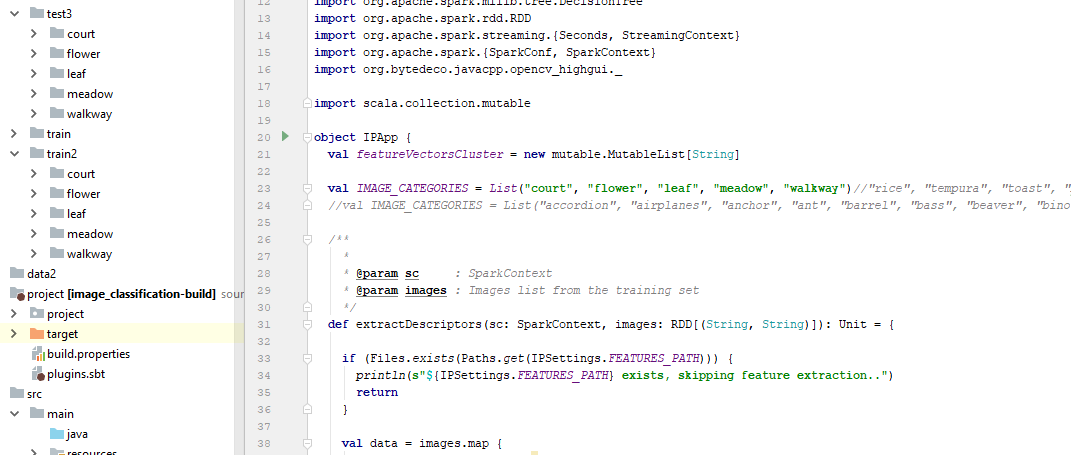 test3
court
flower
leaf
meadow
walkway
train
train2
court
flower
leaf
meadow
walkway
data2
project [image_classification-build] sour
project
target
build.properties
plugins.sbt
src
main
java
resources
12 import org.apache.spark.mllib.tree.DecisionTree
13 import org.apache.spark.rdd.RDD
14 import org.apache.spark.streaming.{Seconds, StreamingContext}
15 import org.apache.spark.{SparkConf, SparkContext}
16 import org.bytedeco.javacpp.opencv_highgui._
17
18 import scala.collection.mutable
19
20 object IPApp {
21 val featureVectorsCluster = new mutable.MutableList[String]
22
23 val IMAGE_CATEGORIES = List("court", "flower", "leaf", "meadow", "walkway")//"rice", "tempura", "toast", "
24 //val IMAGE_CATEGORIES = List("accordion", "airplanes", "anchor", "ant", "barrel", "bass", "beaver", "bino
25
26 /**
27 *
28 * @param sc : SparkContext
29 * @param images : Images list from the training set
30 */
31 def extractDescriptors(sc: SparkContext, images: RDD[(String, String)]): Unit = {
32
33 if (Files.exists(Paths.get(IPSettings.FEATURES_PATH))) {
34 println(s"${IPSettings.FEATURES_PATH} exists, skipping feature extraction..")
35 return
36 }
37
38 val data = images.map {